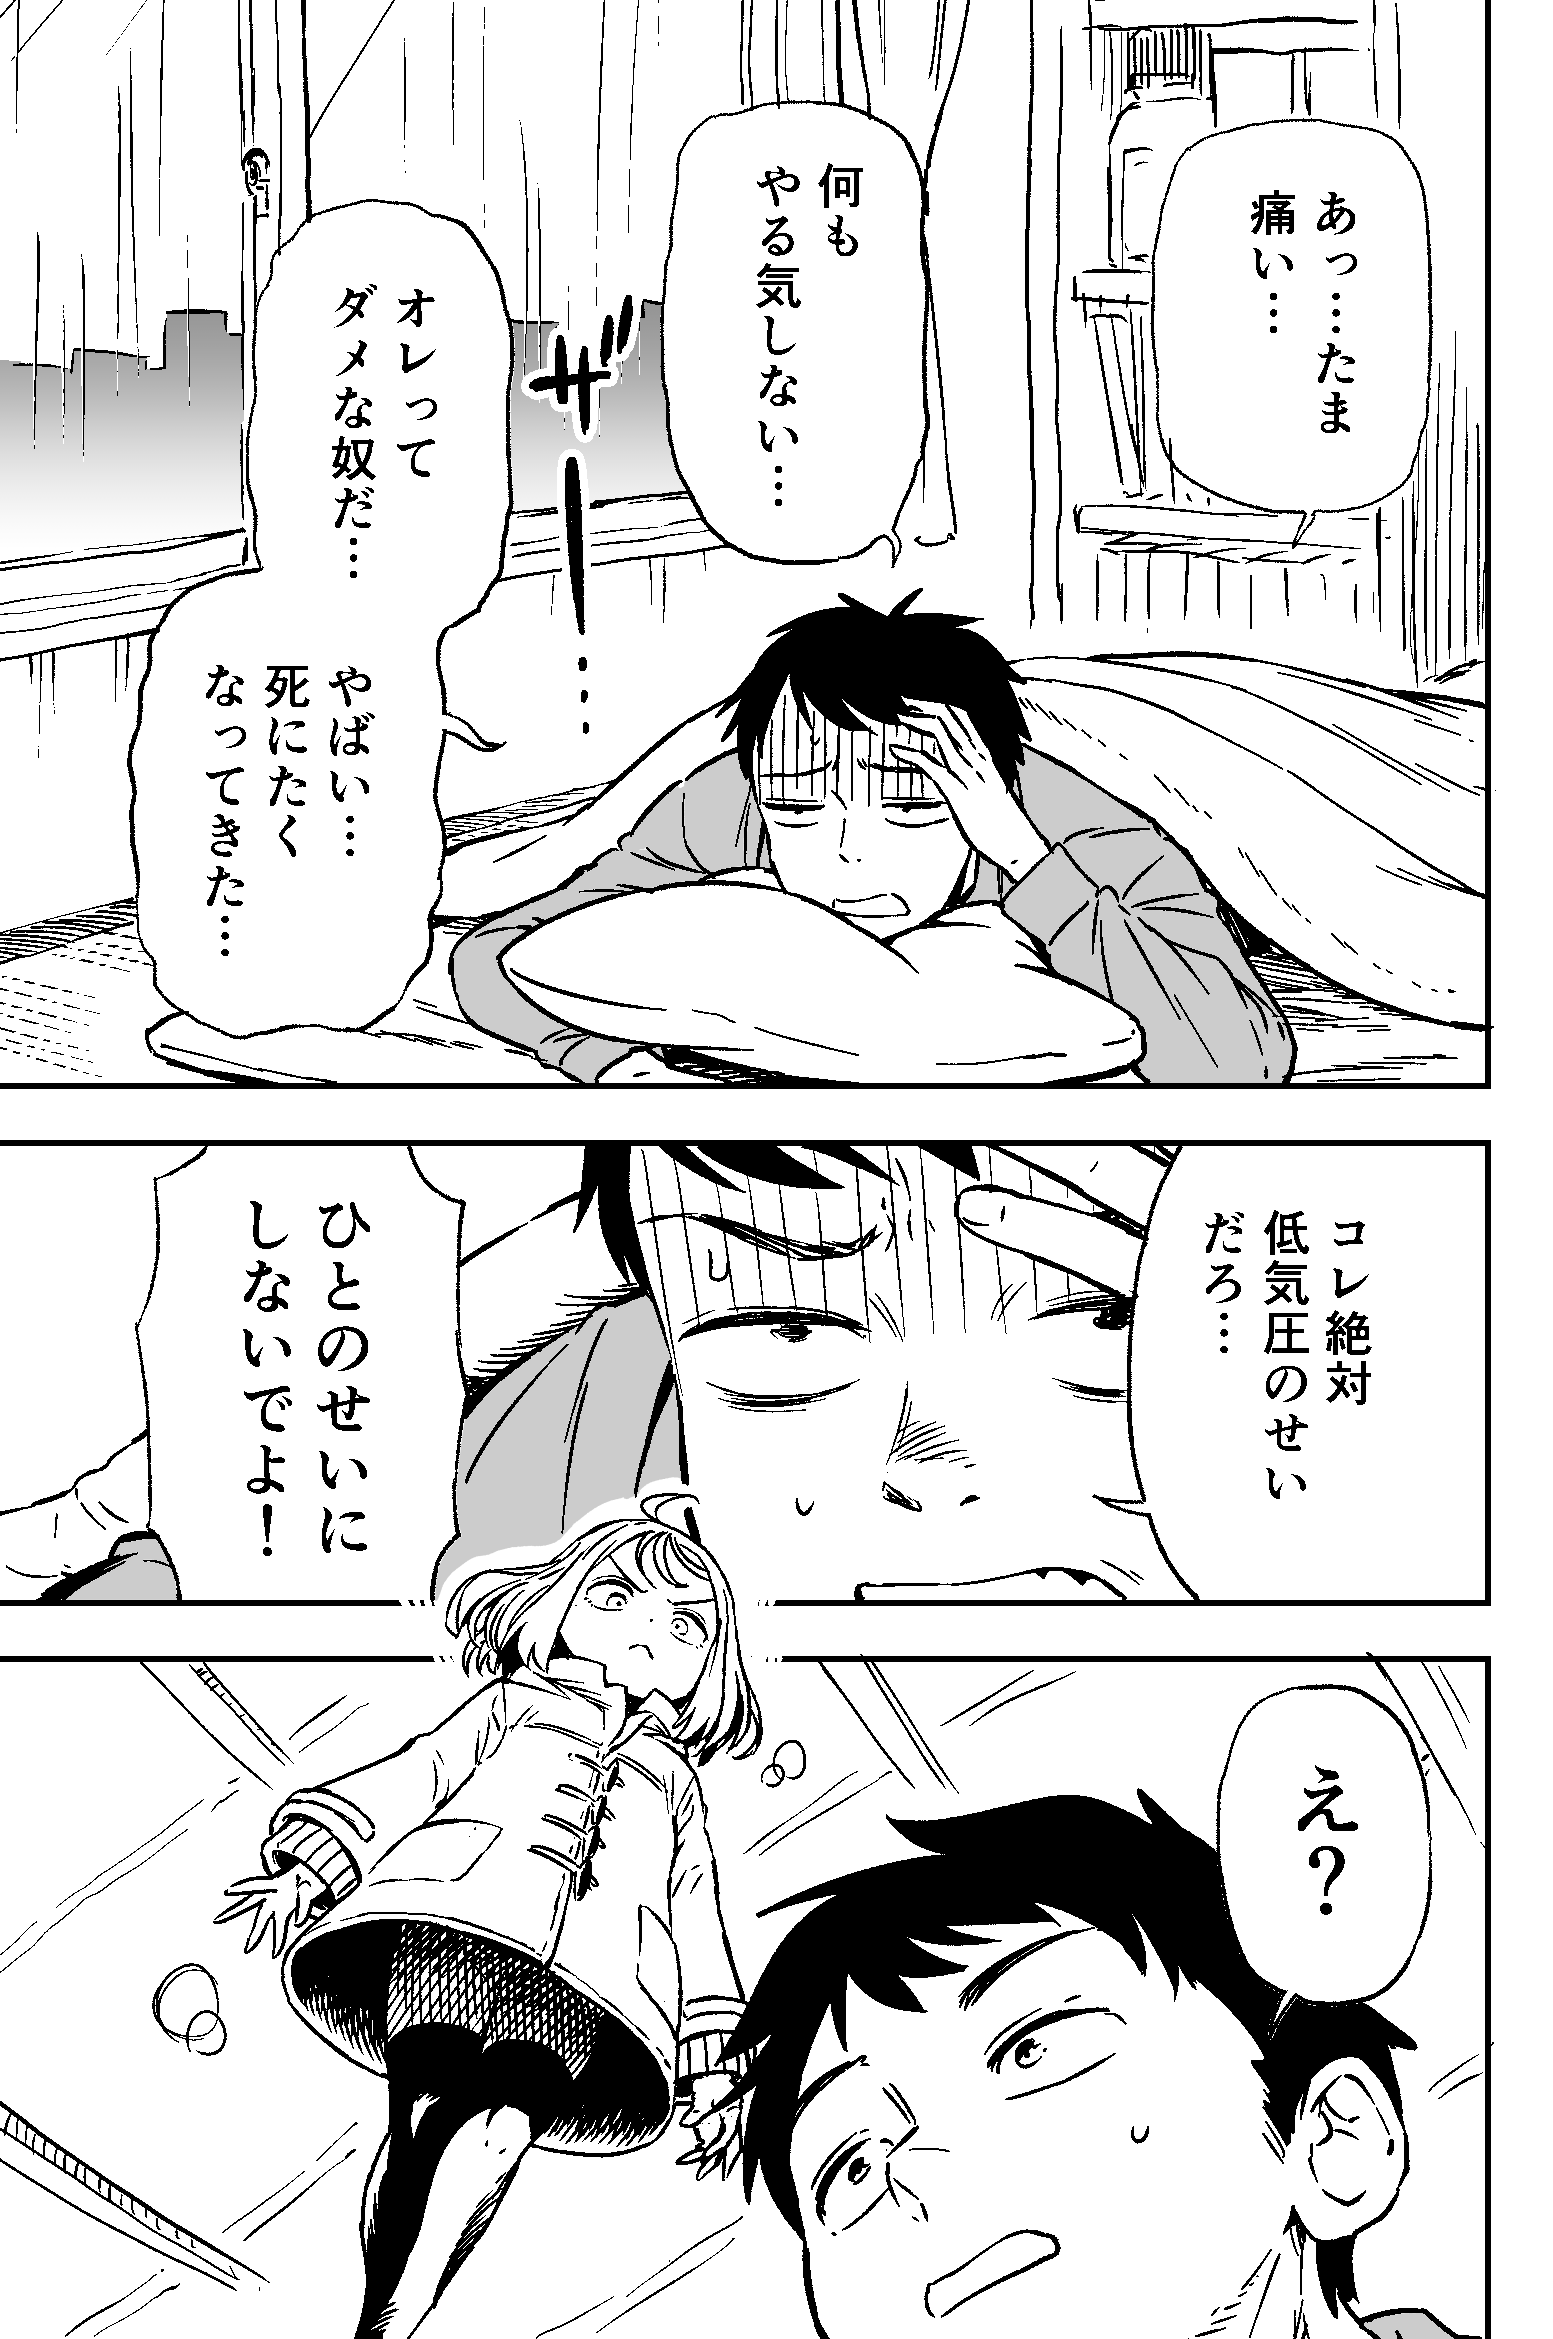 あっ…たま
痛い…
何も
やる気しない…
ザー…
オレって
ダメな奴だ…
やばい…
死にたく
なってきた…
コレ絶対
低気圧のせい
だろ…
ひとのせいに
しないでよ！
え？